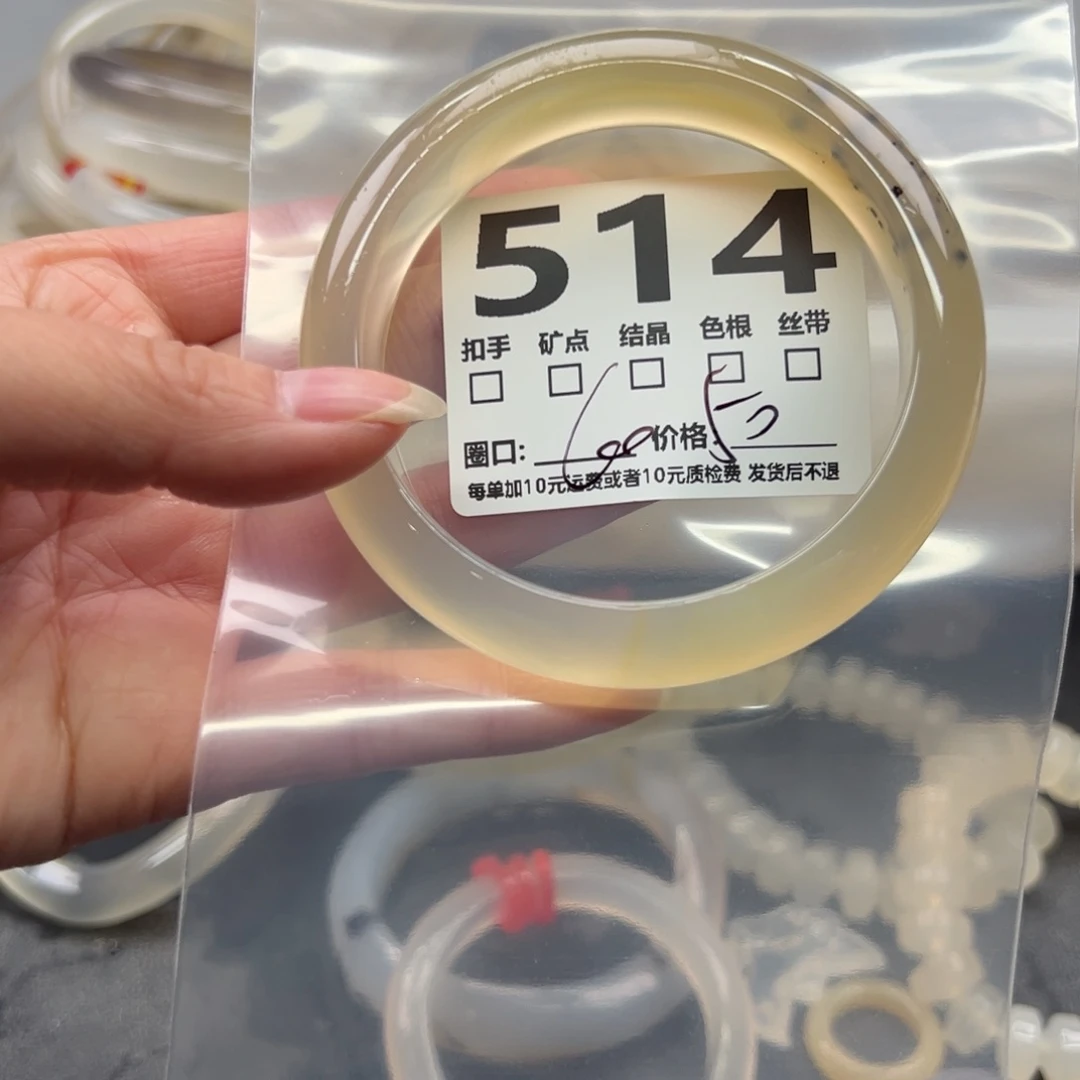 514
扣手 矿点 结晶 色根 丝带
圈口: 价格:
每单加10元运费或者10元质检费 发货后不退